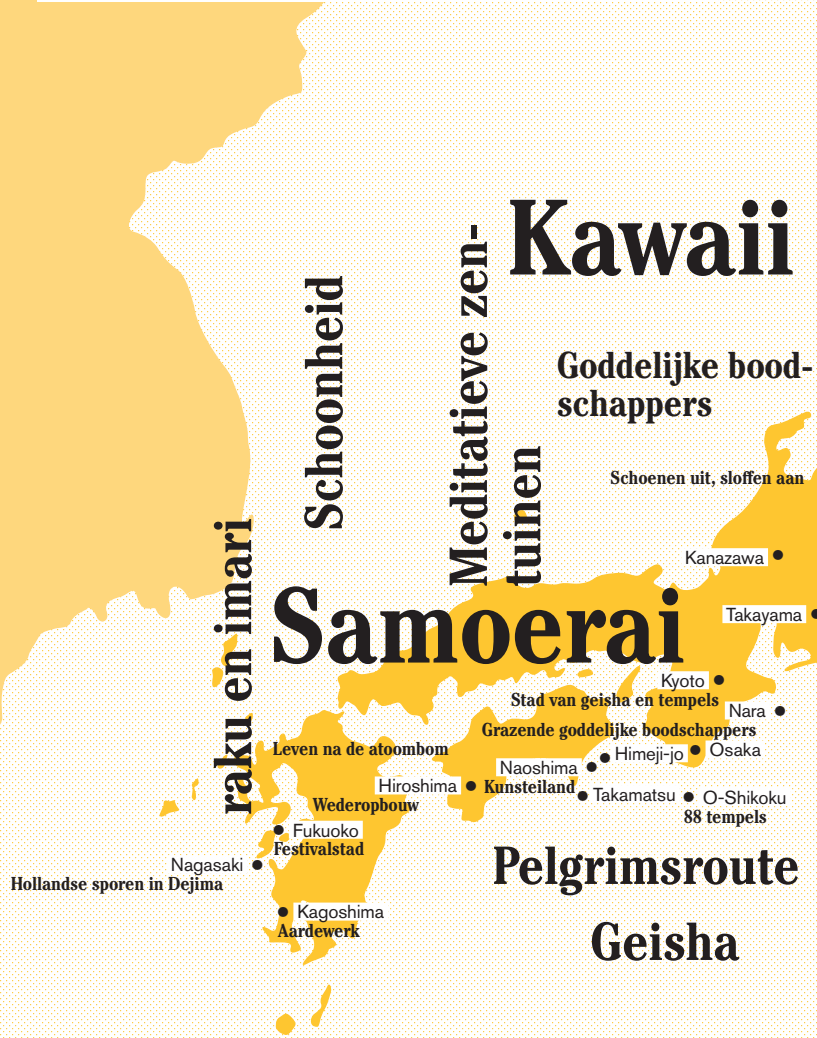 Kawaii
Schoonheid
Meditatieve zen-
tuinen
Goddelijke bood-
schappers
Schoenen uit, sloffen aan
raku en imari
Kanazawa
Samoerai
Takayama
Kyoto
Stad van geisha en tempels
Nara
Grazende goddelijke boodschappers
Leven na de atoombom
Himeji-jo
Osaka
Naoshima
Hiroshima
Kunsteiland
Takamatsu
O-Shikoku
Wederopbouw
88 tempels
Fukuoko
Festivalstad
Nagasaki
Hollandse sporen in Dejima
Pelgrimsroute
Kagoshima
Aardewerk
Geisha